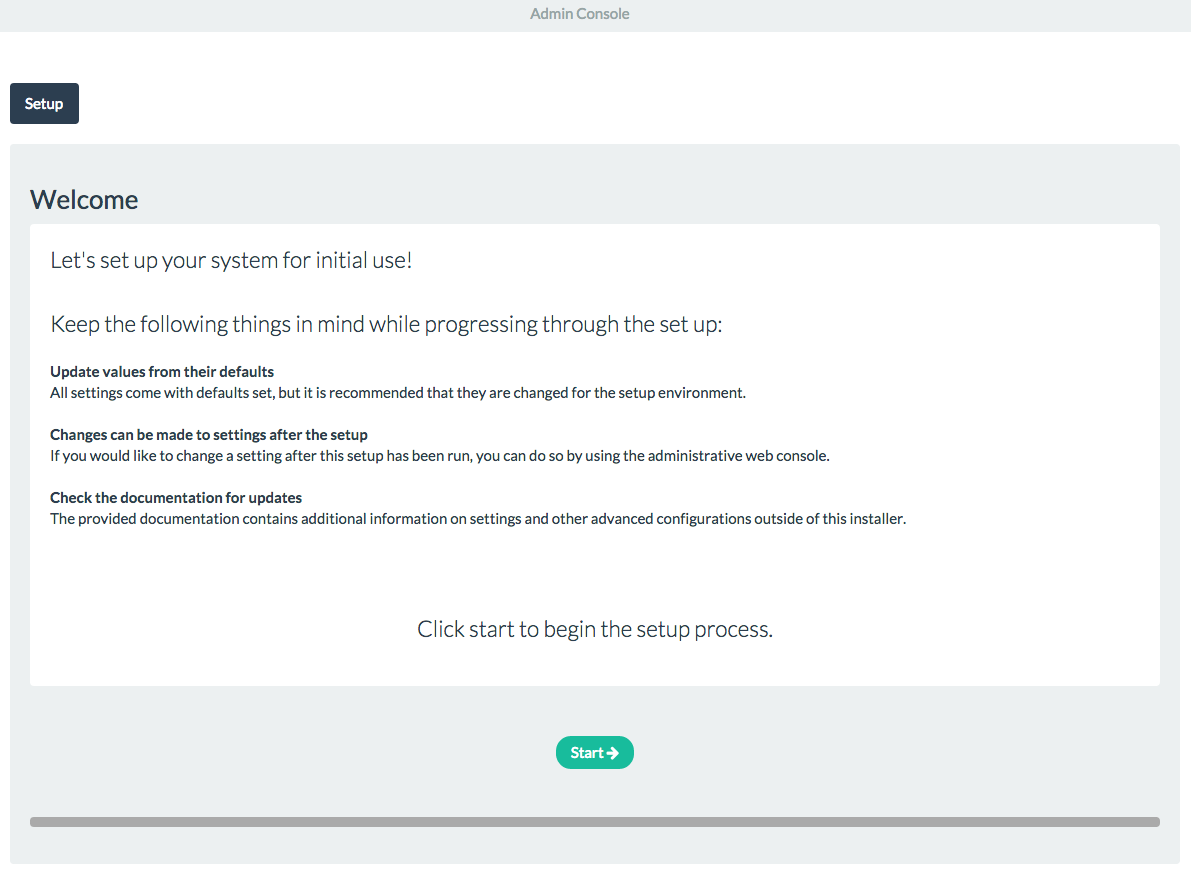 Admin Console
Setup
Welcome
Let's set up your system for initial use!
Keep the following things in mind while progressing through the set up:
Update values from their defaults
All settings come with defaults set, but it is recommended that they are changed for the setup environment.
Changes can be made to settings after the setup
If you would like to change a setting after this setup has been run, you can do so by using the administrative web console.
Check the documentation for updates
The provided documentation contains additional information on settings and other advanced configurations outside of this installer.
Click start to begin the setup process.
Start